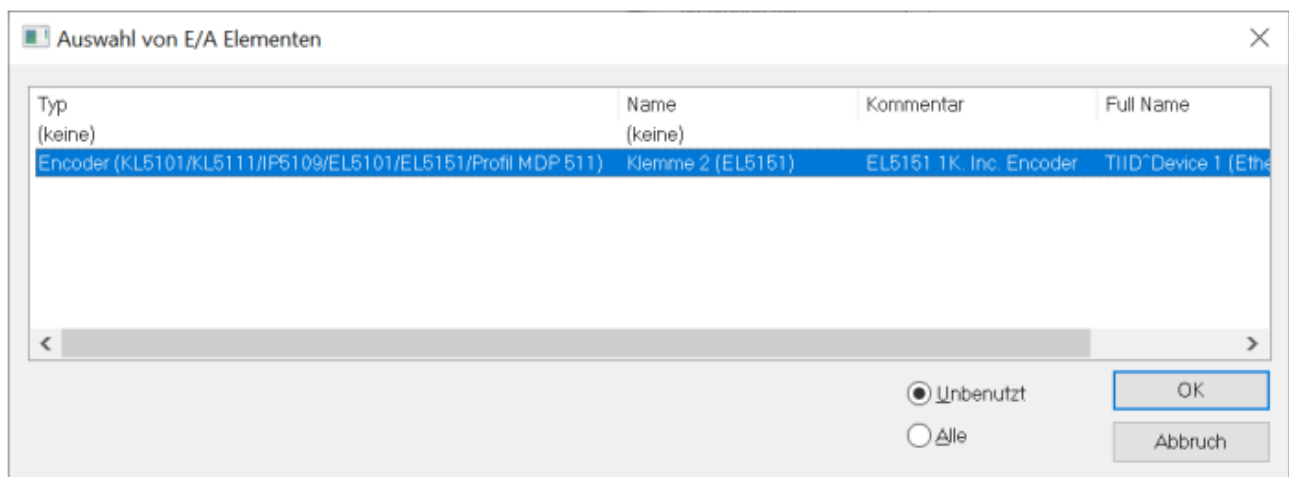 Auswahl von E/A Elementen
Typ Name Kommentar Full Name
(keine) (keine)
Encoder (KL5101/KL5111/IP5109/EL5101/EL5151/Profil MDP 511) Klemme 2 (EL5151) EL5151 1K. Inc. Encoder TIID^Device 1 (Ethe
Unbenutzt OK
Alle Abbruch